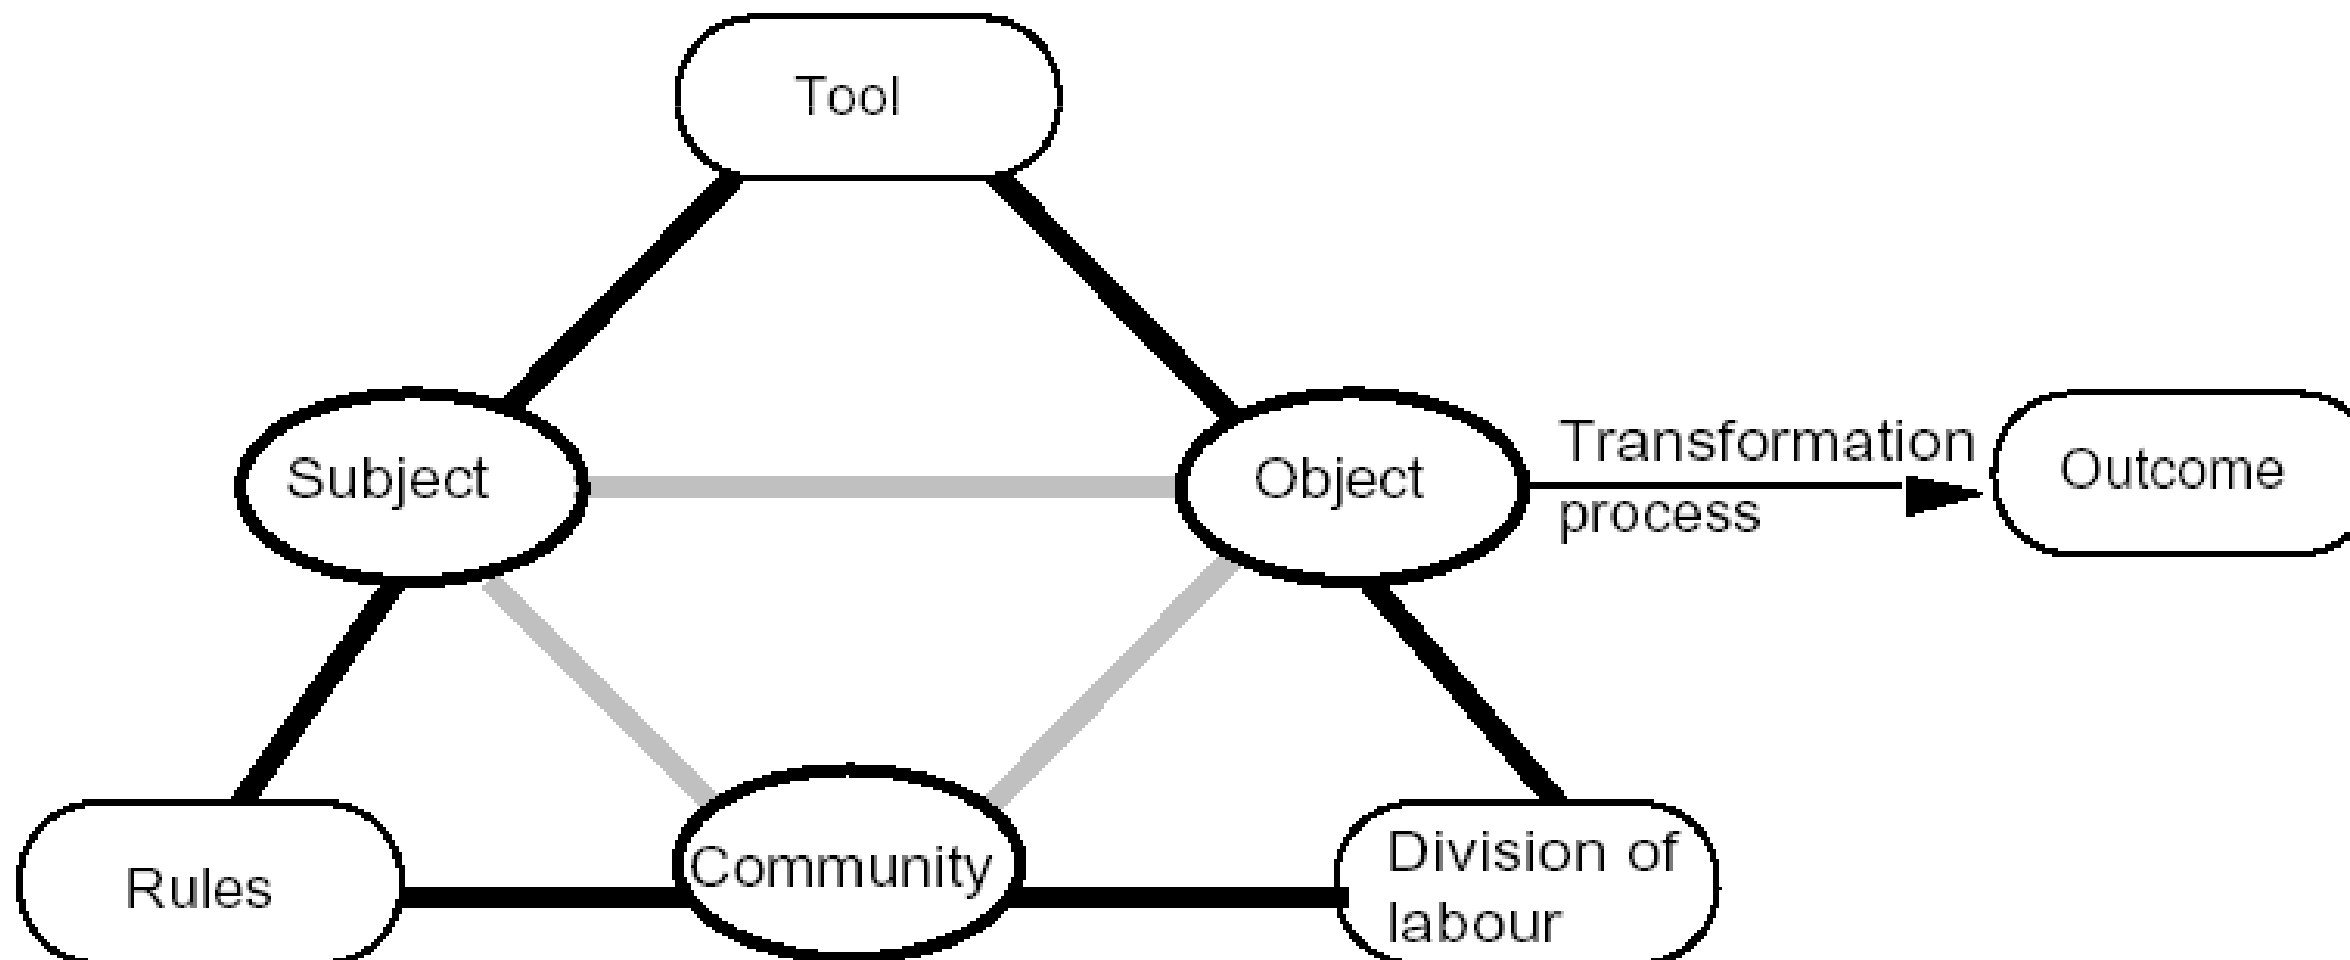 Tool
Subject
Object
Transformation
process
Outcome
Rules
Community
Division of
labour